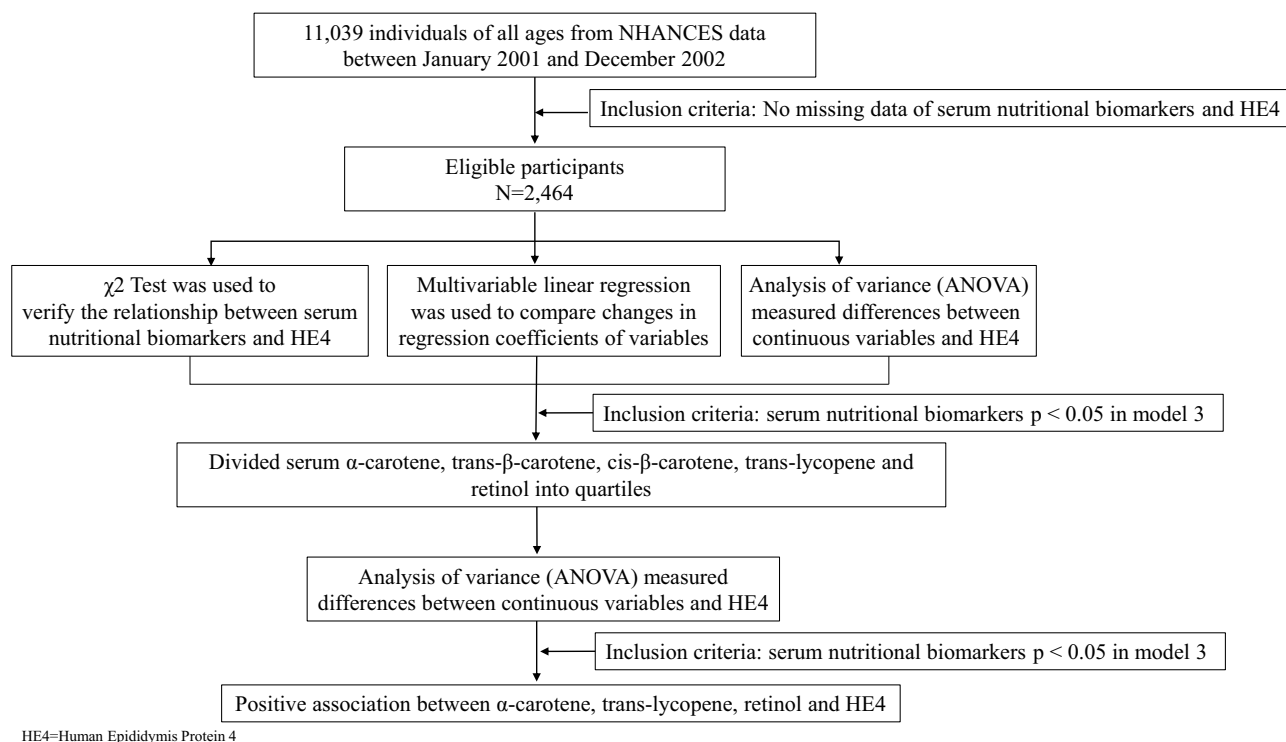 11,039 individuals of all ages from NHANCES data
between January 2001 and December 2002
Inclusion criteria: No missing data of serum nutritional biomarkers and HE4
Eligible participants
N=2,464
χ2 Test was used to
verify the relationship between serum
nutritional biomarkers and HE4
Multivariable linear regression
was used to compare changes in
regression coefficients of variables
Analysis of variance (ANOVA)
measured differences between
continuous variables and HE4
Inclusion criteria: serum nutritional biomarkers p < 0.05 in model 3
Divided serum α-carotene, trans-β-carotene, cis-β-carotene, trans-lycopene and
retinol into quartiles
Analysis of variance (ANOVA) measured
differences between continuous variables and HE4
Inclusion criteria: serum nutritional biomarkers p < 0.05 in model 3
Positive association between α-carotene, trans-lycopene, retinol and HE4
HE4=Human Epididymis Protein 4